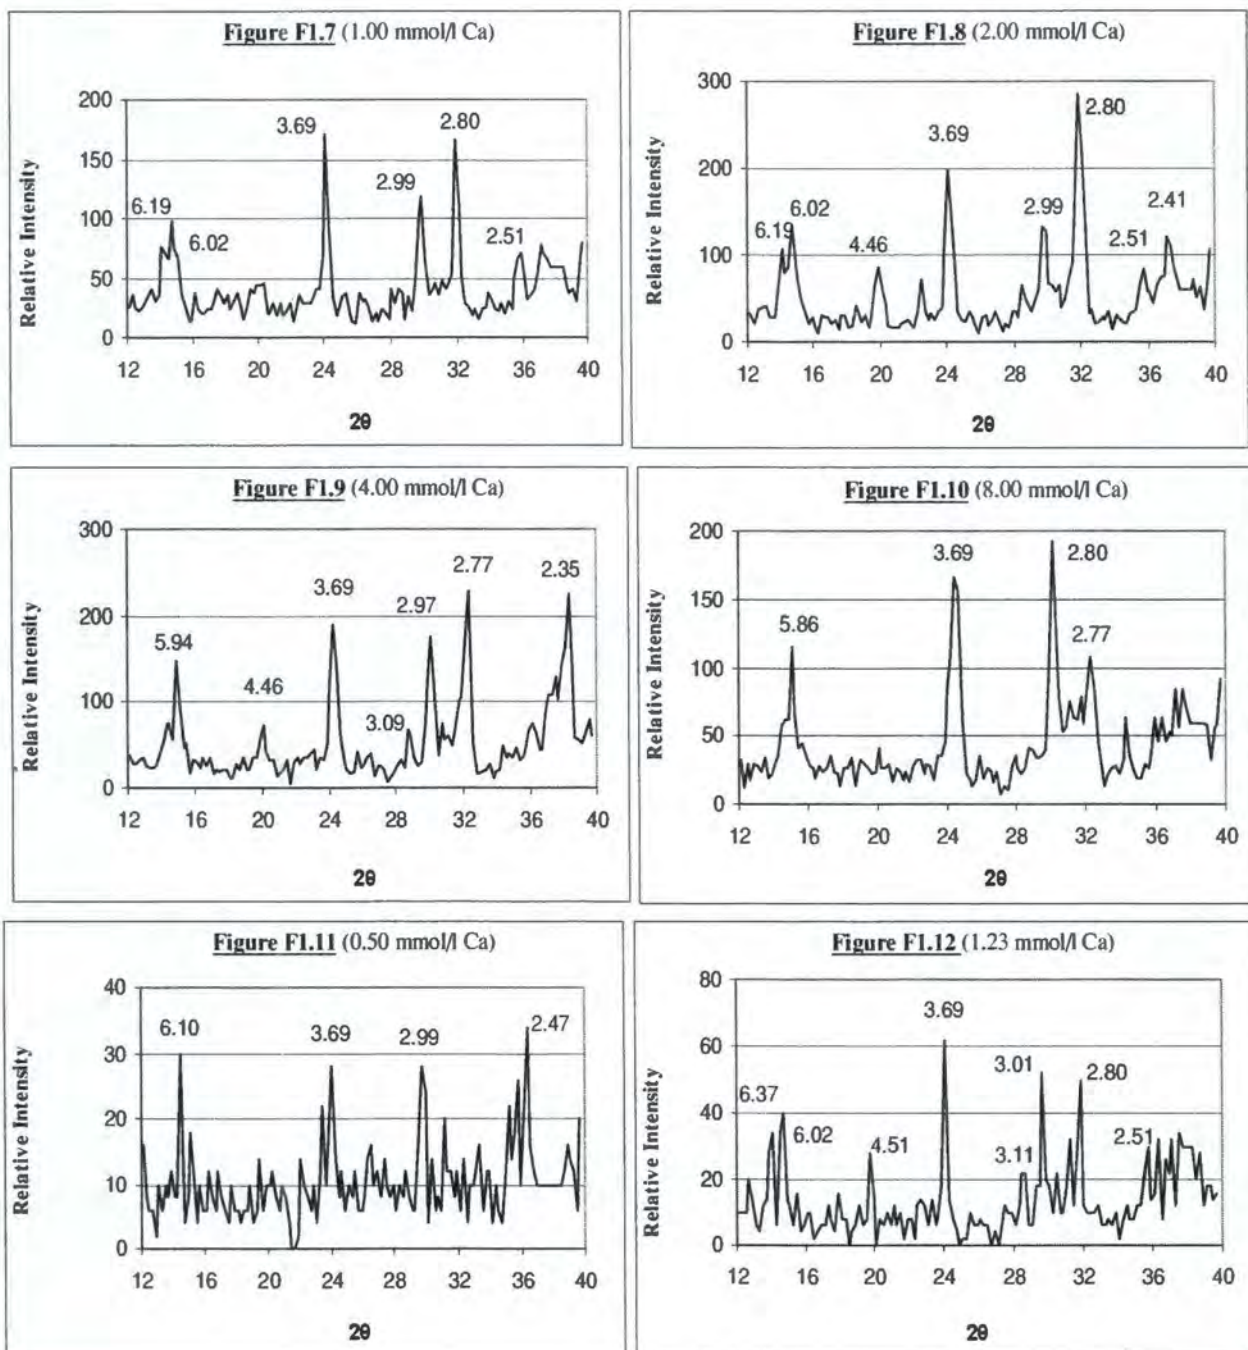 Figure F1.7 (1.00 mmol/l Ca)
Relative Intensity
200
150
100
50
0
6.19
6.02
3.69
2.99
2.80
2.51
12 16 20 24 28 32 36 40
2θ
Figure F1.8 (2.00 mmol/l Ca)
Relative Intensity
300
200
100
0
6.19
6.02
4.46
3.69
2.99
2.80
2.51
2.41
12 16 20 24 28 32 36 40
2θ
Figure F1.9 (4.00 mmol/l Ca)
Relative Intensity
300
200
100
0
5.94
4.46
3.69
3.09
2.97
2.77
2.35
12 16 20 24 28 32 36 40
2θ
Figure F1.10 (8.00 mmol/l Ca)
Relative Intensity
200
150
100
50
0
5.86
3.69
2.80
2.77
12 16 20 24 28 32 36 40
2θ
Figure F1.11 (0.50 mmol/l Ca)
Relative Intensity
40
30
20
10
0
6.10
3.69
2.99
2.47
12 16 20 24 28 32 36 40
2θ
Figure F1.12 (1.23 mmol/l Ca)
Relative Intensity
80
60
40
20
0
6.37
6.02
4.51
3.69
3.11
3.01
2.80
2.51
12 16 20 24 28 32 36 40
2θ